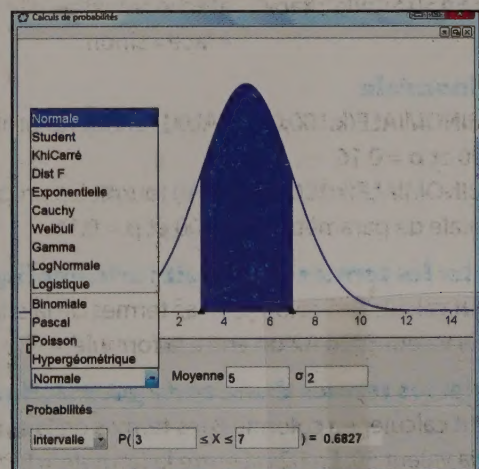 Calculs de probabilités
Normale
Student
KhiCarré
Dist F
Exponentielle
Cauchy
Weibull
Gamma
LogNormale
Logistique
Binomiale
Pascal
Poisson
Hypergéométrique
2 4 6 8 10 12 14
Normale Moyenne 5 σ 2
Probabilités
Intervalle P( 3 ≤ X ≤ 7 ) = 0.6827